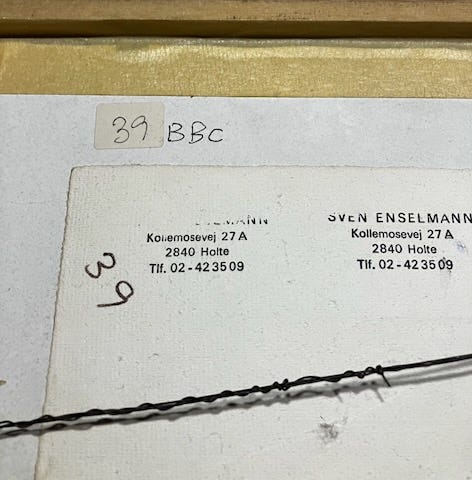 39 BBC
SVEN ENSELMANN
Kollemosevej 27 A
2840 Holte
Tlf. 02-423509
Kollemosevej 27 A
2840 Holte
Tlf. 02-423509
39